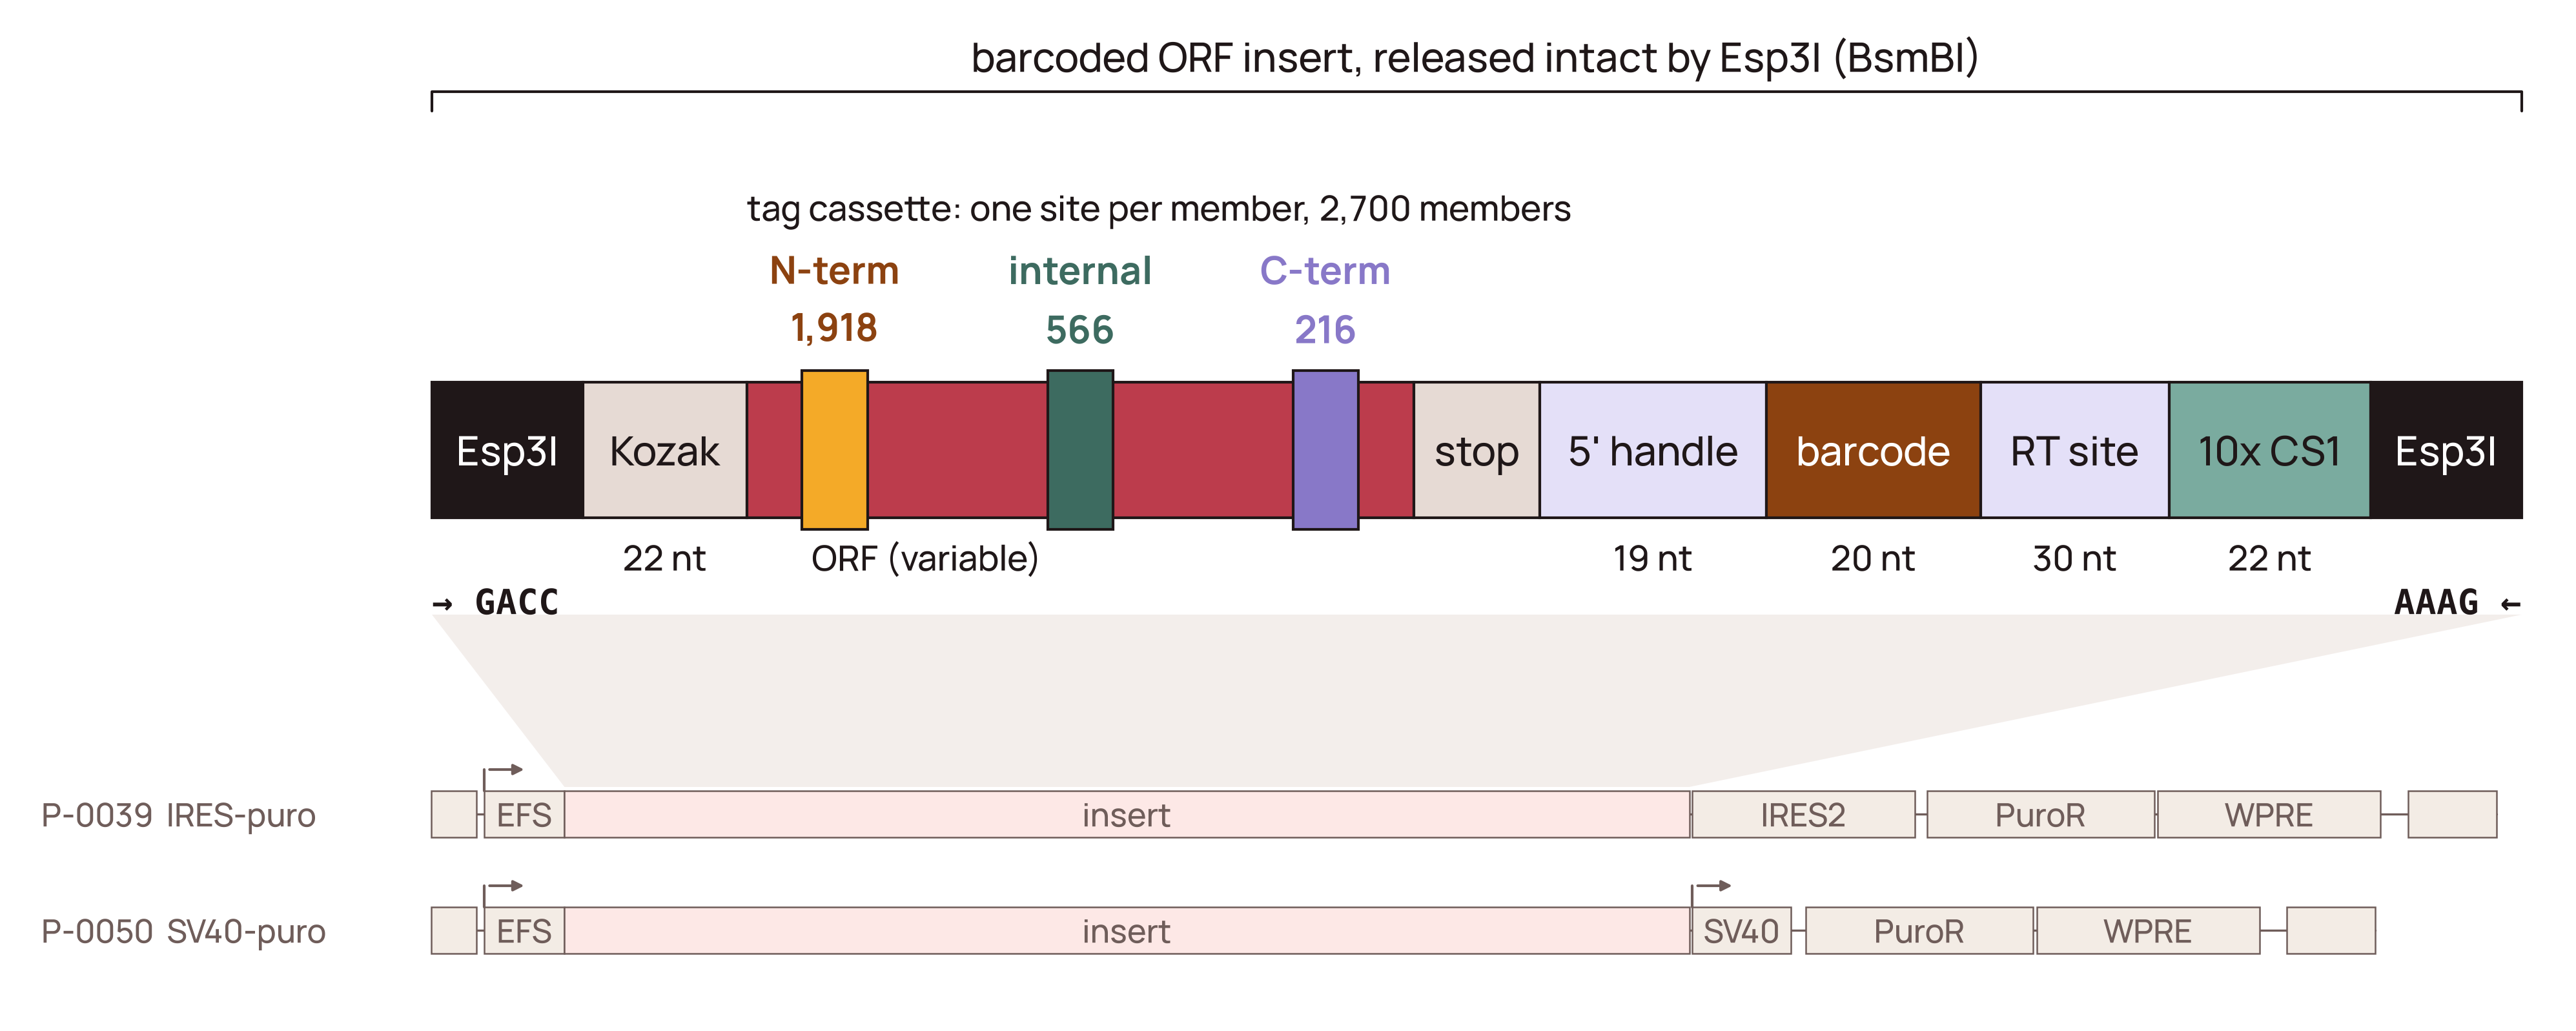 barcoded ORF insert, released intact by Esp3I (BsmBI)
tag cassette: one site per member, 2,700 members
N-term internal C-term
1,918 566 216
Esp3I Kozak stop 5' handle barcode RT site 10x CS1 Esp3I
22 nt ORF (variable) 19 nt 20 nt 30 nt 22 nt
→ GACC AAAG ←
P-0039 IRES-puro EFS insert IRES2 PuroR WPRE
P-0050 SV40-puro EFS insert SV40 PuroR WPRE